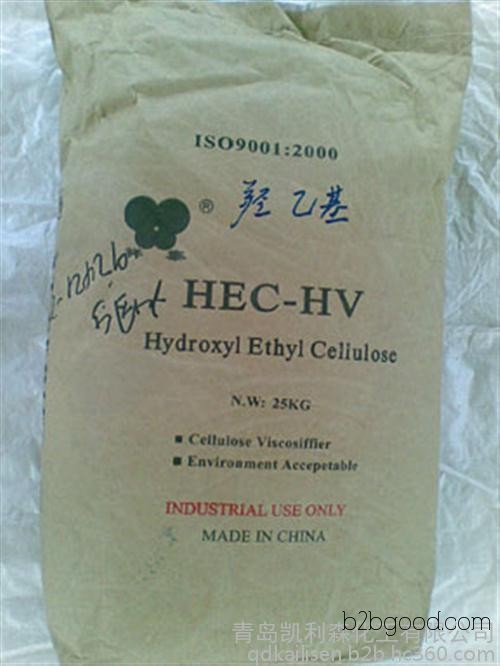 ISO9001:2000
®
羟乙基
HEC-HV
Hydroxyl Ethyl Cellulose
N.W: 25KG
■ Cellulose Viscosiffier
■ Environment Accepetable
INDUSTRIAL USE ONLY
MADE IN CHINA
b2bgood.com
青岛凯利森化工有限公司
qdkailisen.b2b.hc360.com